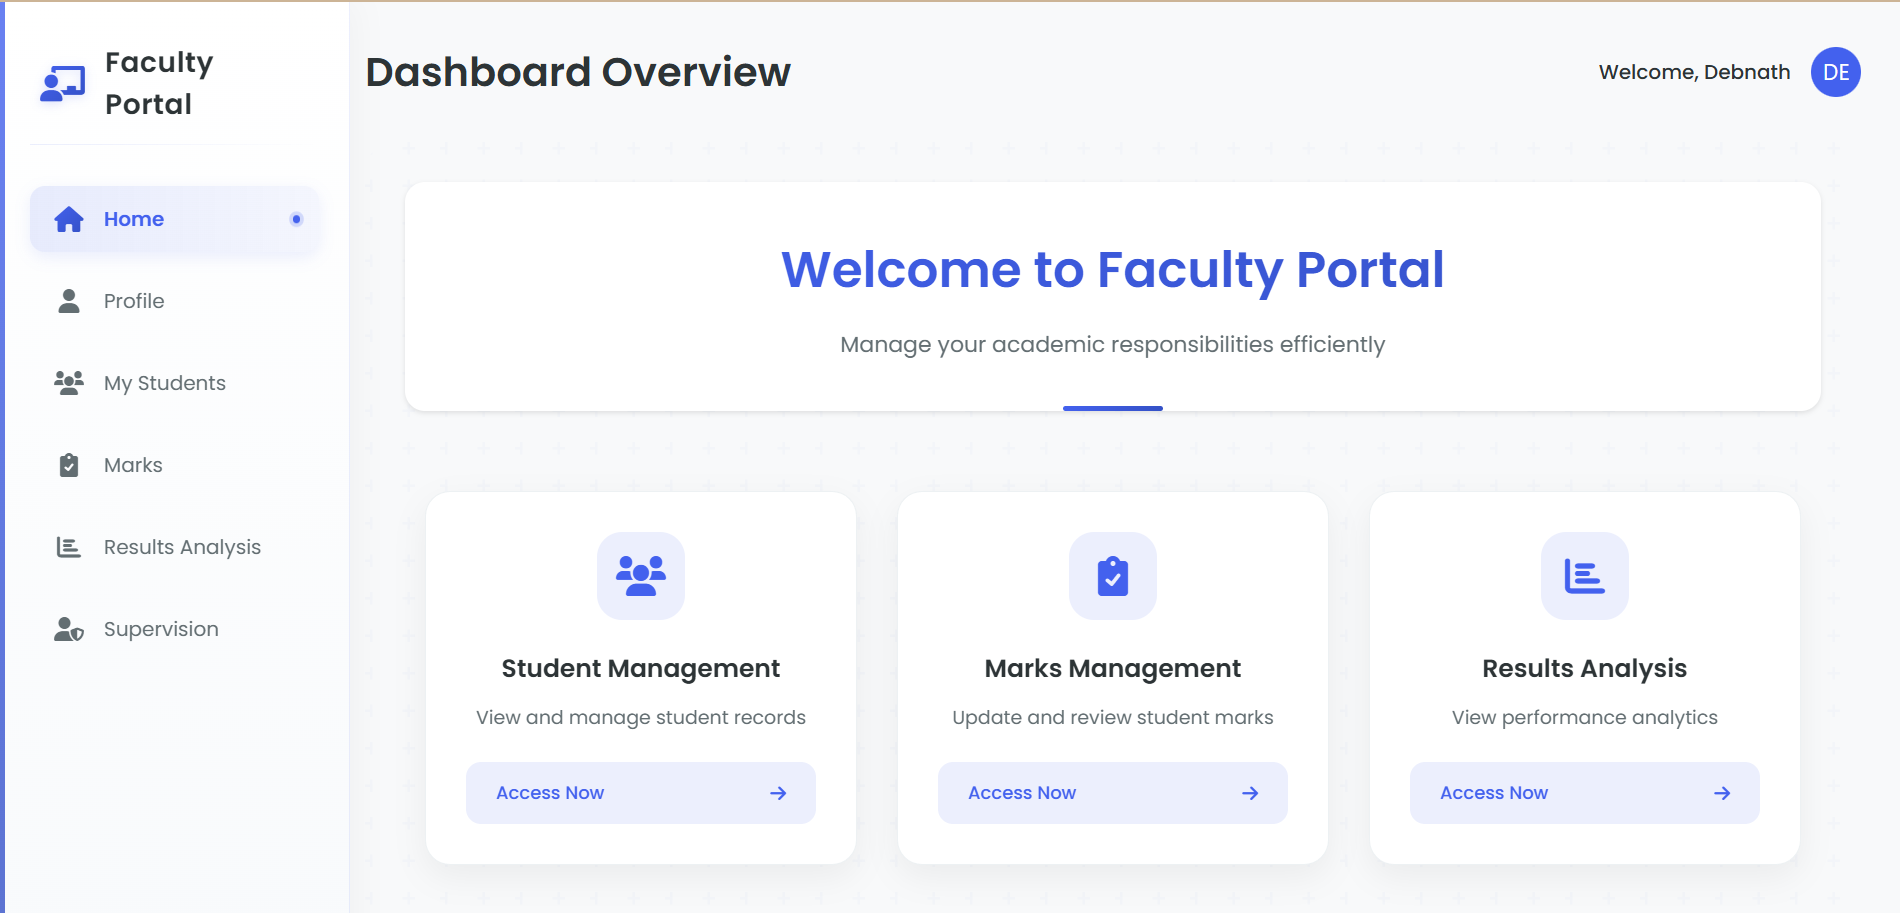 Faculty
Portal
Home
Profile
My Students
Marks
Results Analysis
Supervision
Dashboard Overview
Welcome, Debnath
DE
Welcome to Faculty Portal
Manage your academic responsibilities efficiently
Student Management
View and manage student records
Access Now
Marks Management
Update and review student marks
Access Now
Results Analysis
View performance analytics
Access Now